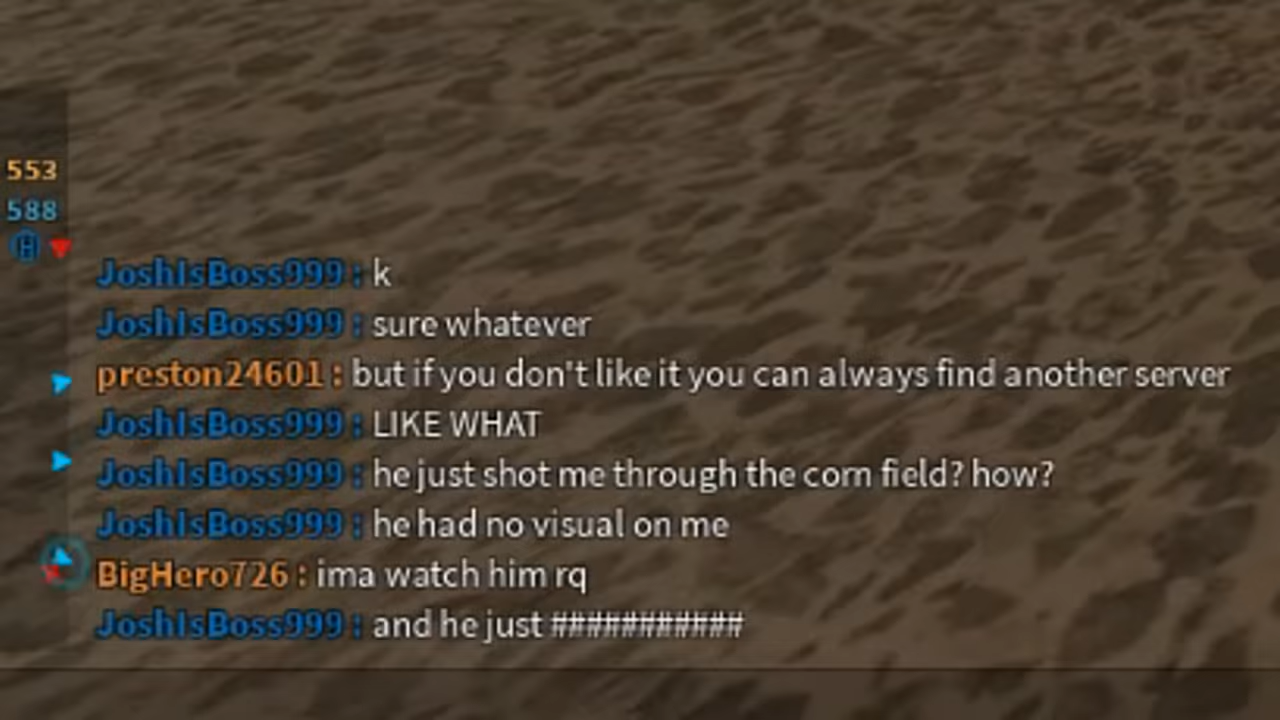 553
588
H
JoshIsBoss999 : k
JoshIsBoss999 : sure whatever
preston24601 : but if you don't like it you can always find another server
JoshIsBoss999 : LIKE WHAT
JoshIsBoss999 : he just shot me through the corn field? how?
JoshIsBoss999 : he had no visual on me
BigHero726 : ima watch him rq
JoshIsBoss999 : and he just ###########